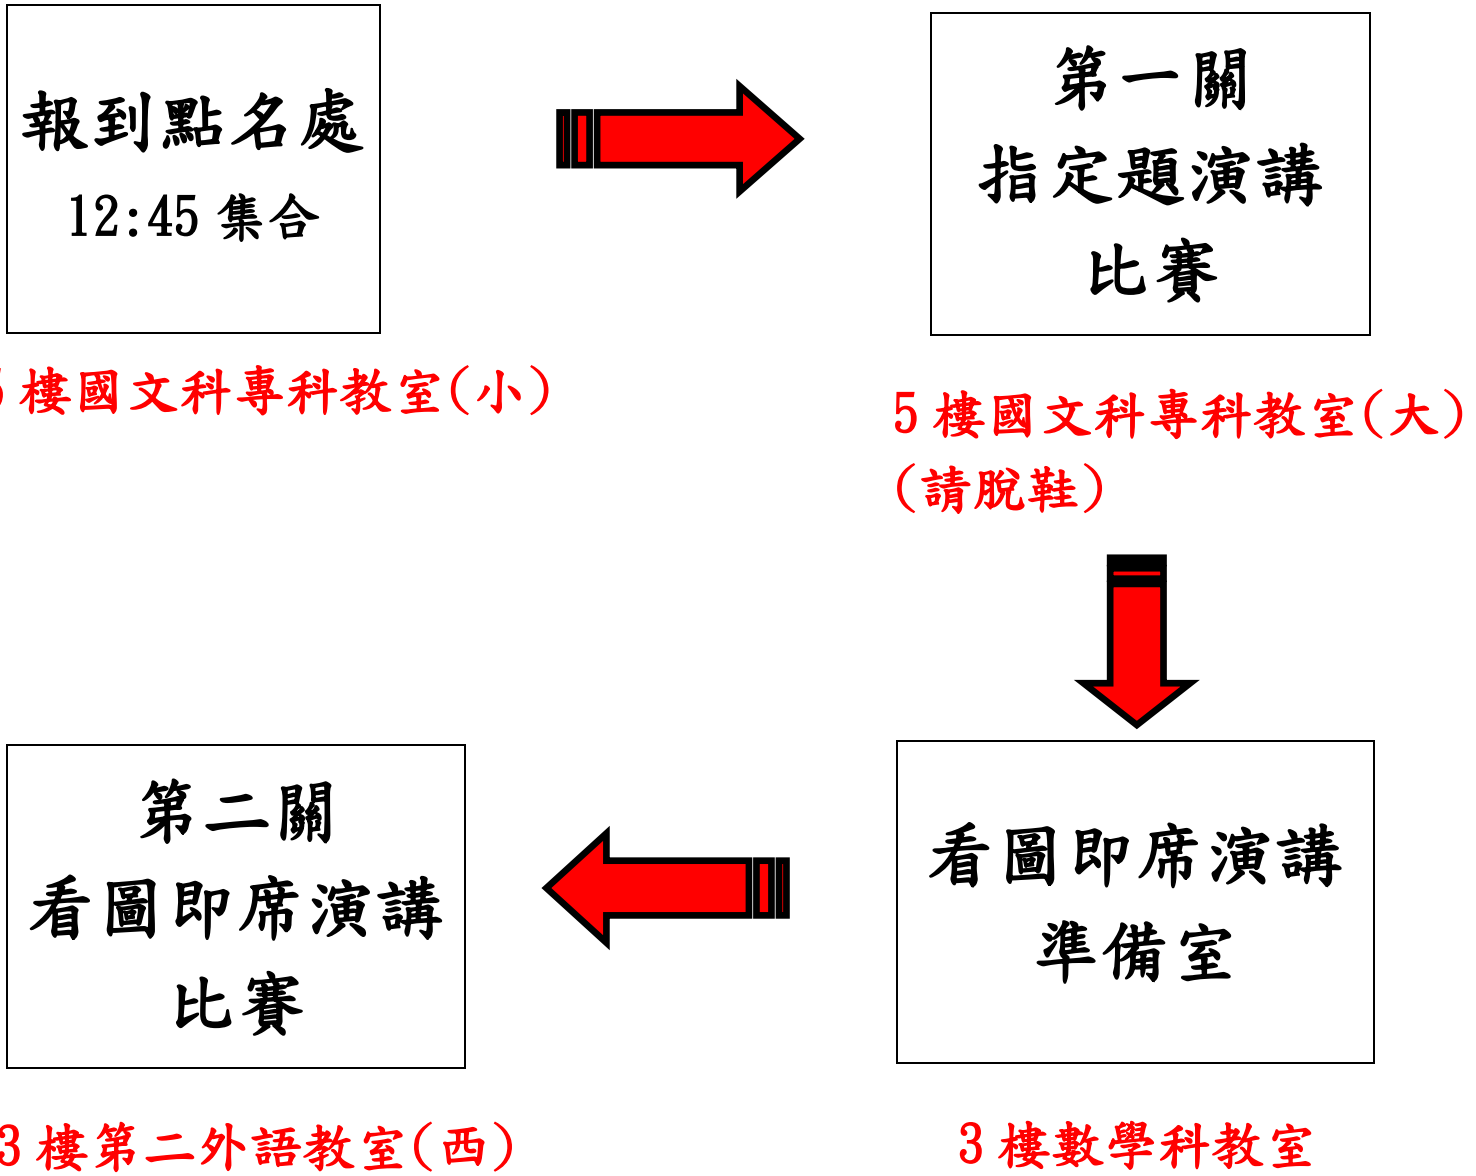 報到點名處
12:45 集合
樓國文科專科教室(小)
第一關
指定題演講
比賽
5 樓國文科專科教室(大)
(請脫鞋)
看圖即席演講
準備室
3 樓數學科教室
第二關
看圖即席演講
比賽
3 樓第二外語教室(西)